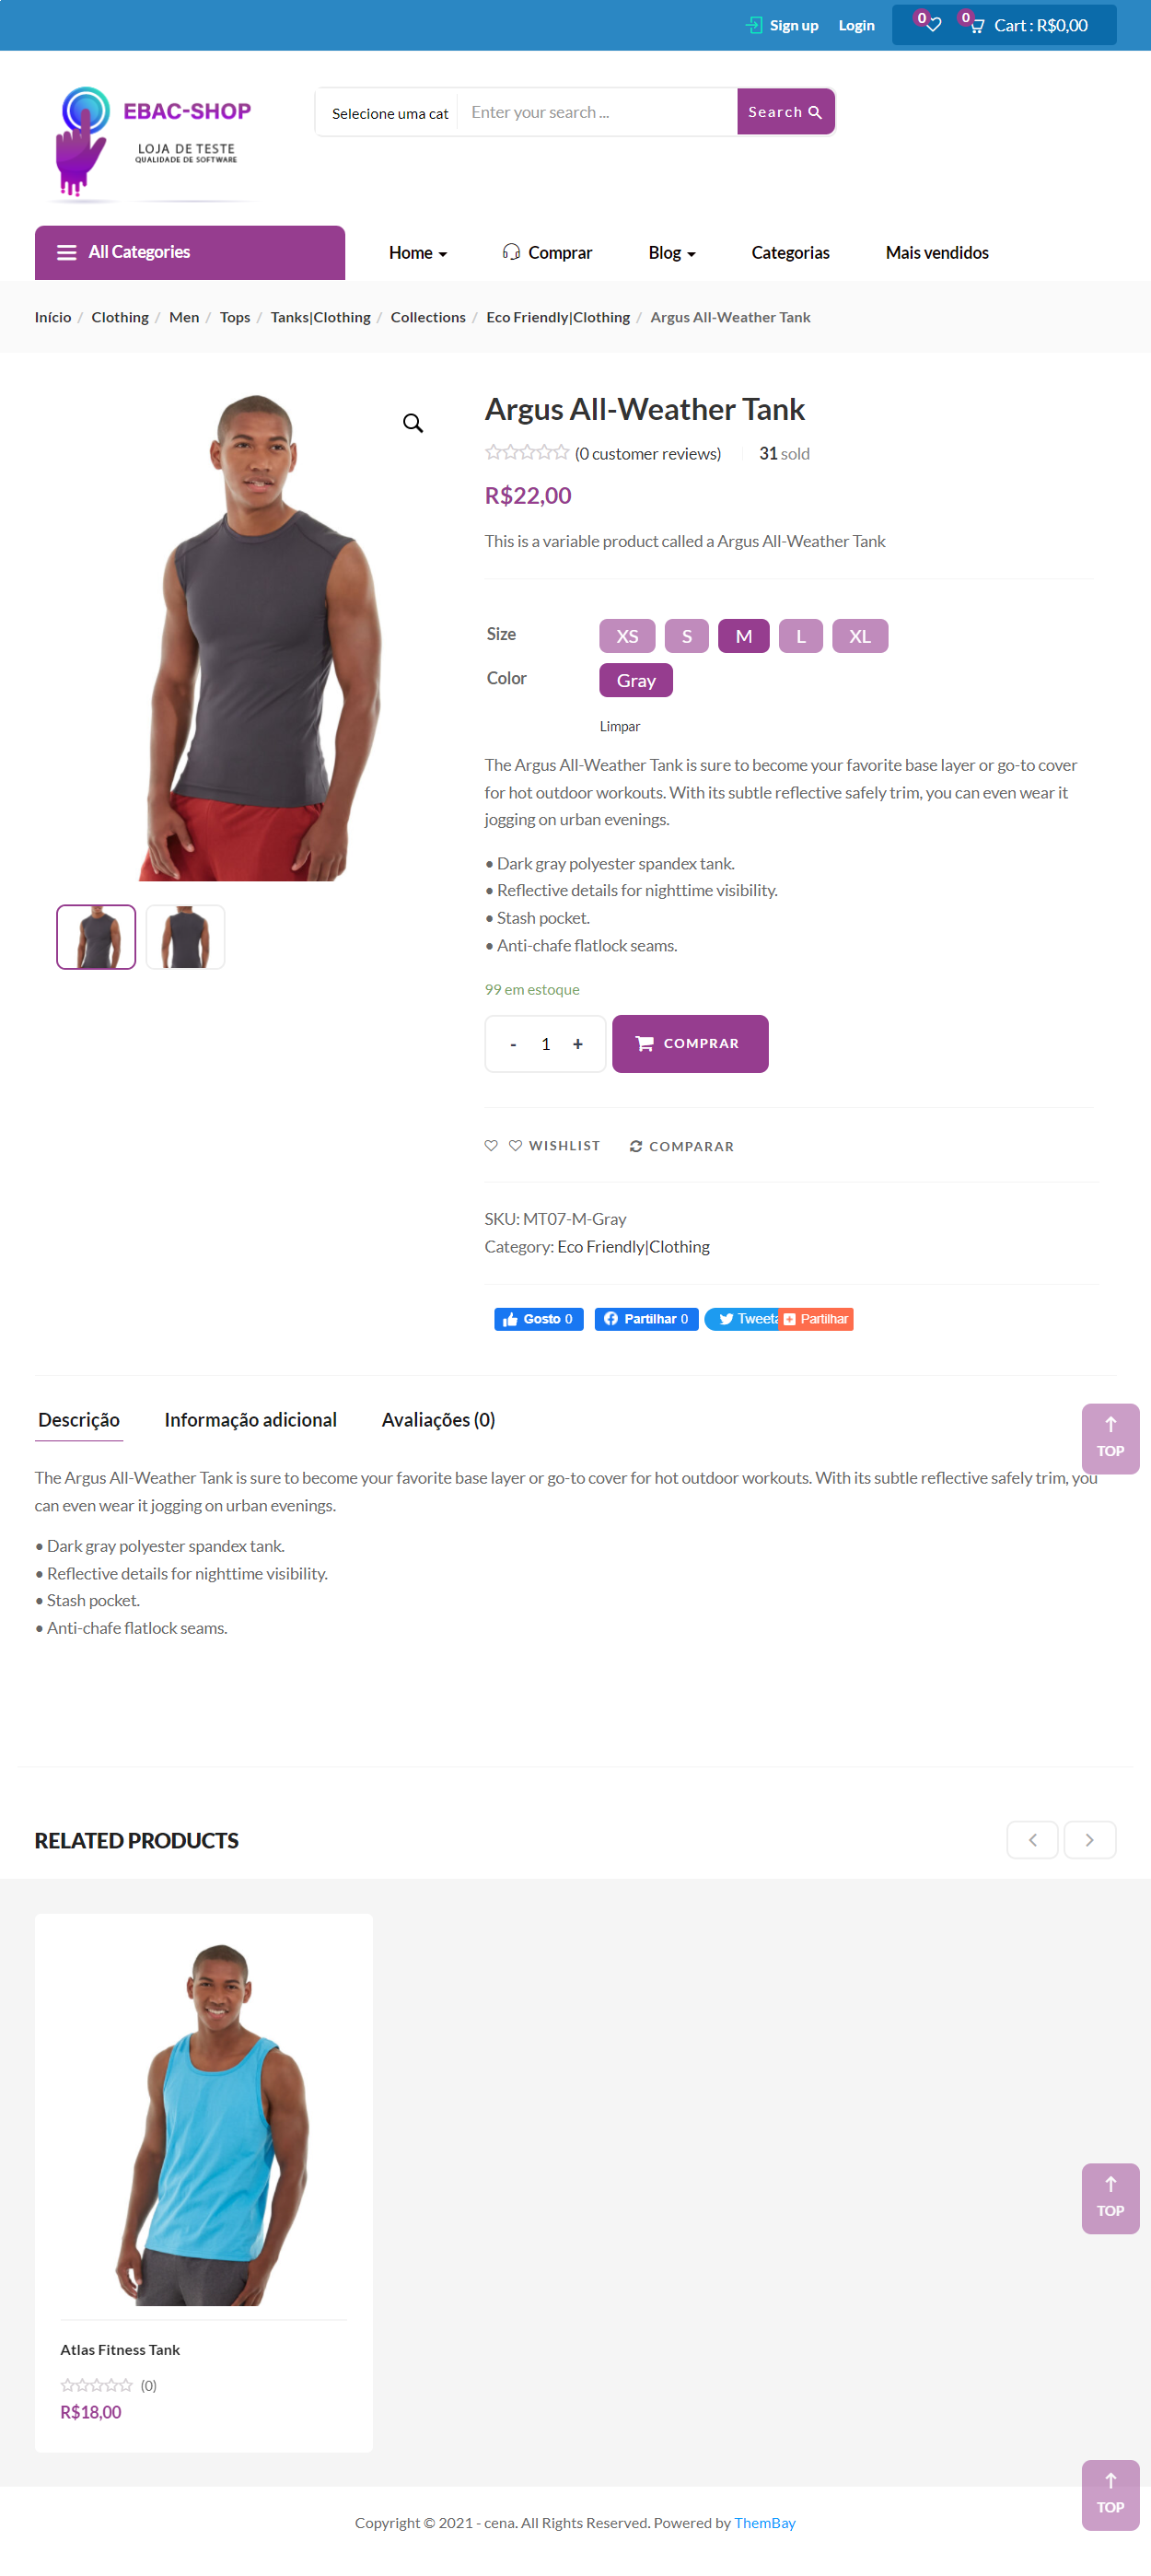 Sign up Login 0 0 Cart : R$0,00
EBAC-SHOP
LOJA DE TESTE
QUALIDADE DE SOFTWARE
Selecione uma cat Enter your search ... Search
All Categories Home Comprar Blog Categorias Mais vendidos
Início / Clothing / Men / Tops / Tanks|Clothing / Collections / Eco Friendly|Clothing / Argus All-Weather Tank
Argus All-Weather Tank
(0 customer reviews) 31 sold
R$22,00
This is a variable product called a Argus All-Weather Tank
Size XS S M L XL
Color Gray
Limpar
The Argus All-Weather Tank is sure to become your favorite base layer or go-to cover
for hot outdoor workouts. With its subtle reflective safely trim, you can even wear it
jogging on urban evenings.
• Dark gray polyester spandex tank.
• Reflective details for nighttime visibility.
• Stash pocket.
• Anti-chafe flatlock seams.
99 em estoque
- 1 + COMPRAR
WISHLIST COMPARAR
SKU: MT07-M-Gray
Category: Eco Friendly|Clothing
Gosto 0 Partilhar 0 Tweeta Partilhar
Descrição Informação adicional Avaliações (0)
TOP
The Argus All-Weather Tank is sure to become your favorite base layer or go-to cover for hot outdoor workouts. With its subtle reflective safely trim, you
can even wear it jogging on urban evenings.
• Dark gray polyester spandex tank.
• Reflective details for nighttime visibility.
• Stash pocket.
• Anti-chafe flatlock seams.
RELATED PRODUCTS
TOP
Atlas Fitness Tank
(0)
R$18,00
TOP
Copyright © 2021 - cena. All Rights Reserved. Powered by ThemBay